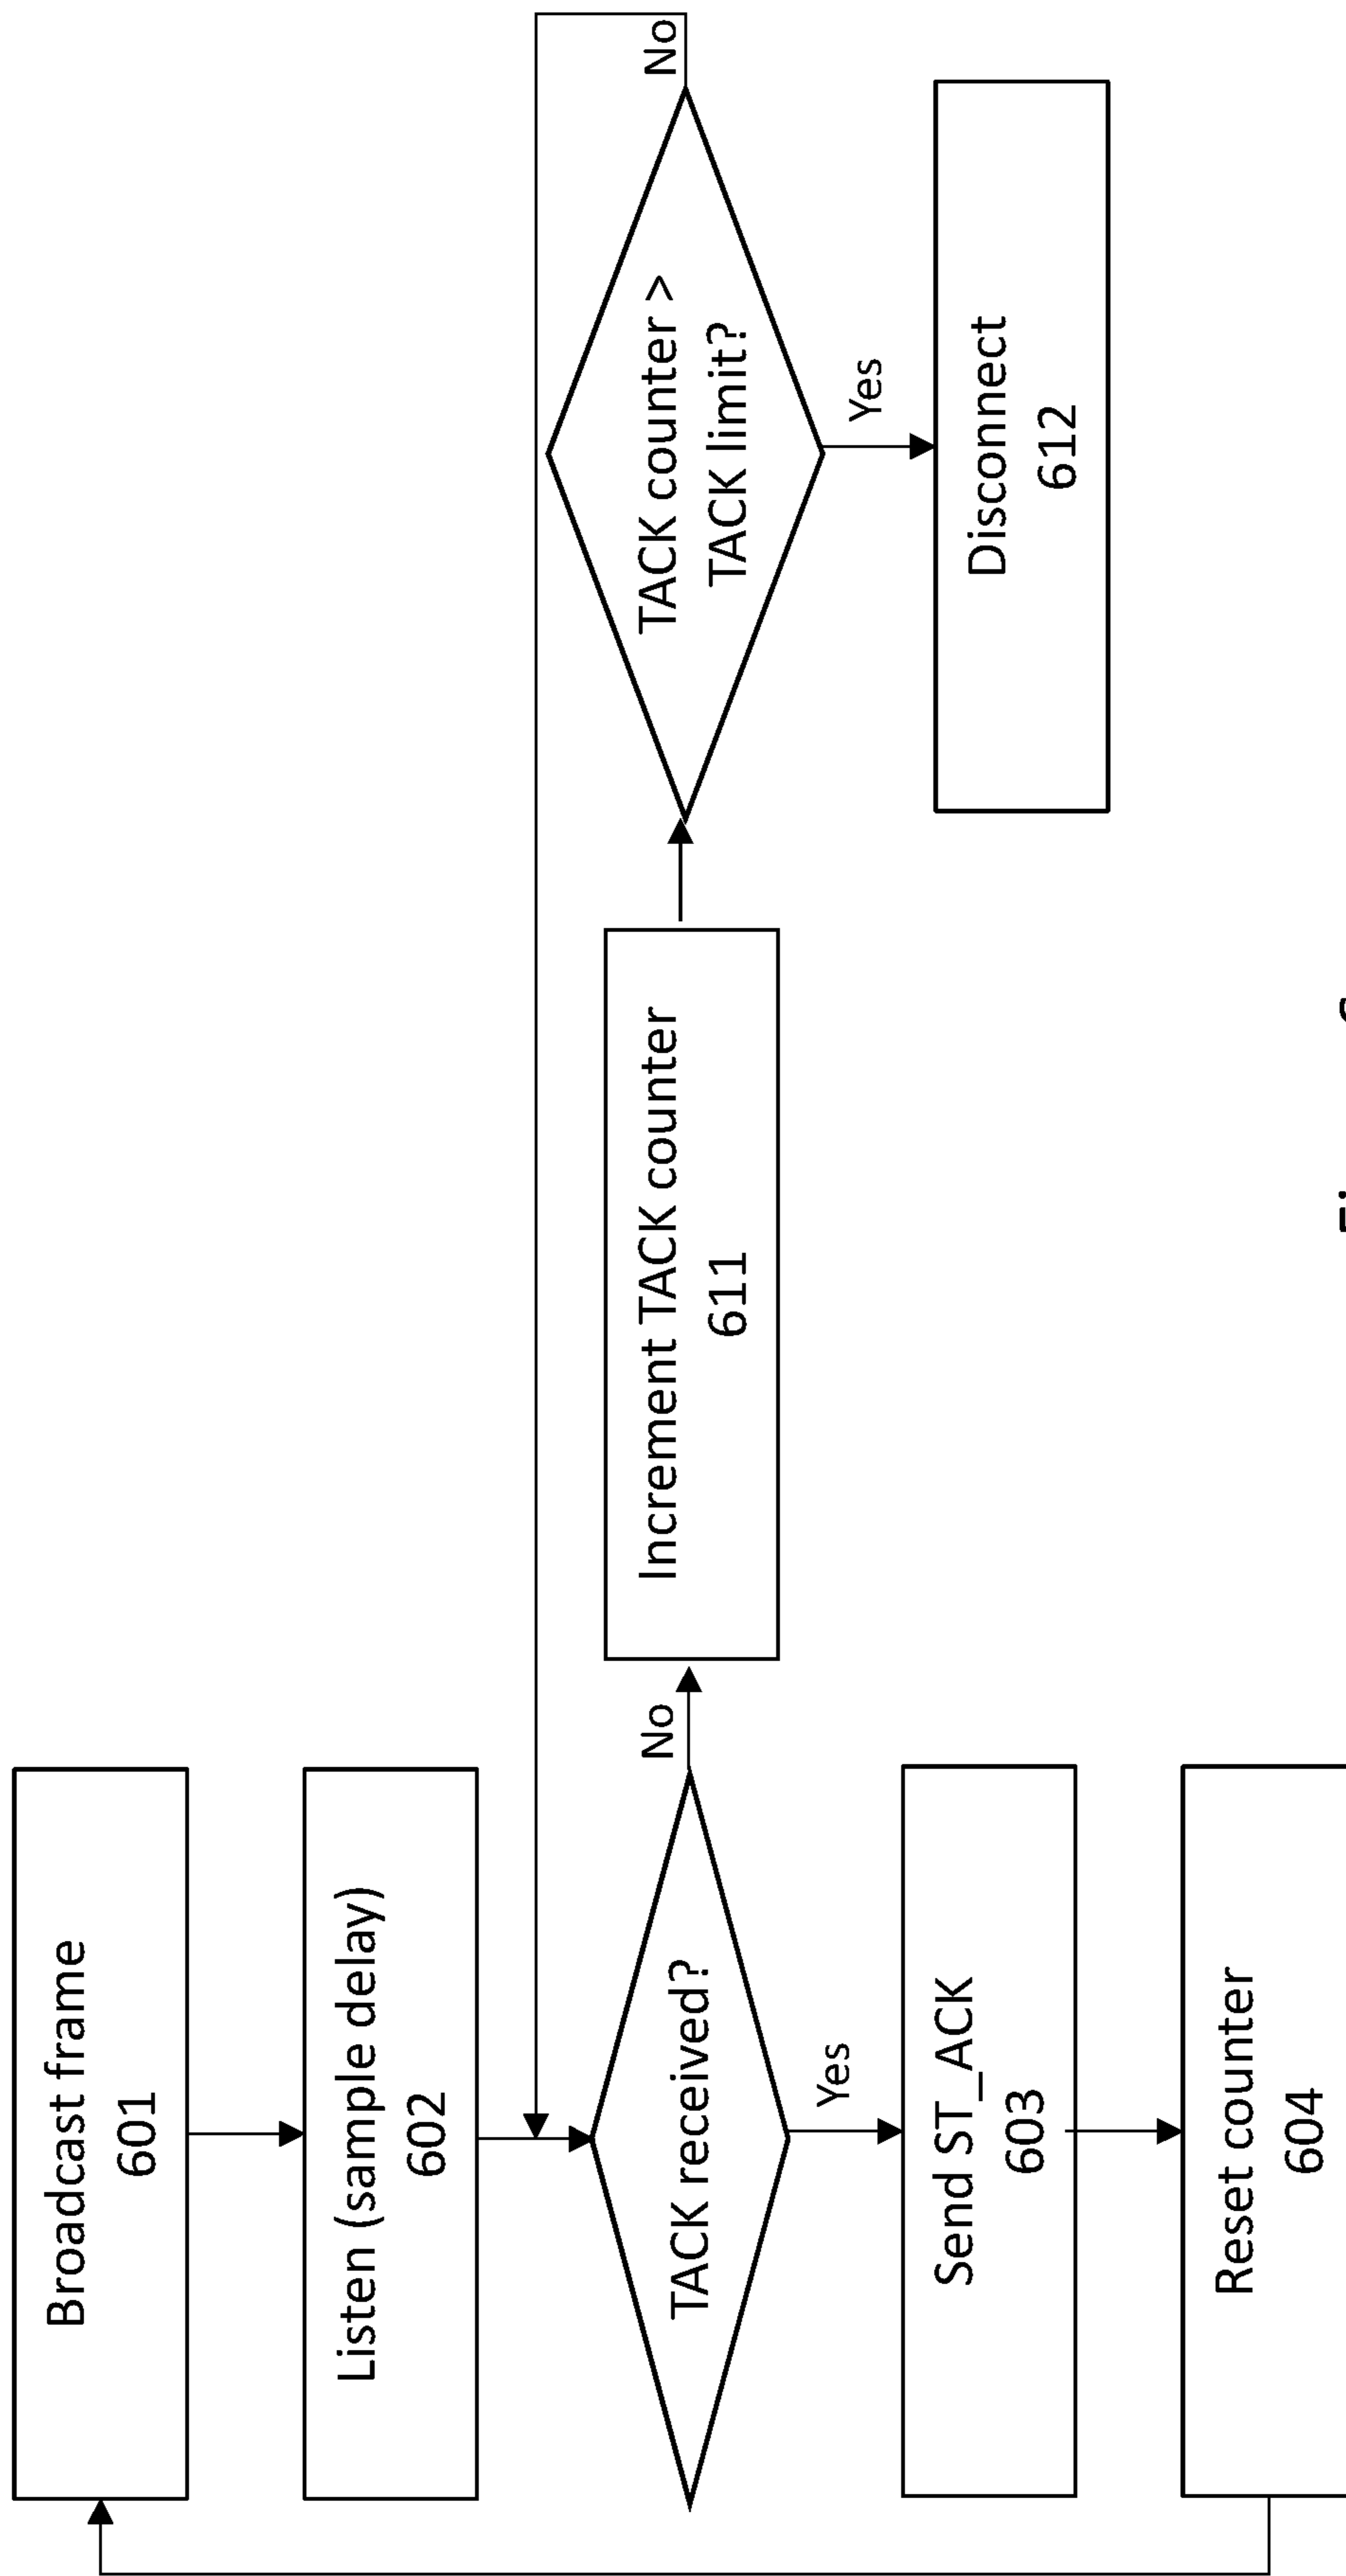 Broadcast frame
601
Listen (sample delay)
602
TACK received?
No
Yes
Send ST_ACK
603
Reset counter
604
Increment TACK counter
611
TACK counter >
TACK limit?
No
Yes
Disconnect
612